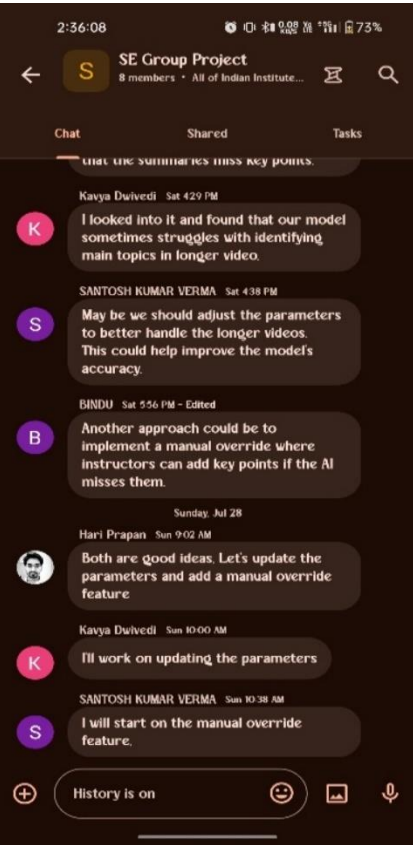 2:36:08
0.08
73%
S
SE Group Project
8 members • All of Indian Institute...
Chat
Shared
Tasks
that the summaries miss key points.
Kavya Dwivedi Sat 4:29 PM
K
I looked into it and found that our model
sometimes struggles with identifying
main topics in longer video.
SANTOSH KUMAR VERMA Sat 4:38 PM
S
May be we should adjust the parameters
to better handle the longer videos.
This could help improve the model's
accuracy.
BINDU Sat 5:56 PM – Edited
B
Another approach could be to
implement a manual override where
instructors can add key points if the AI
misses them.
Sunday, Jul 28
Hari Prapan Sun 9:02 AM
Both are good ideas, Let's update the
parameters and add a manual override
feature
Kavya Dwivedi Sun 10:00 AM
K
I'll work on updating the parameters
SANTOSH KUMAR VERMA Sun 10:38 AM
S
I will start on the manual override
feature.
History is on